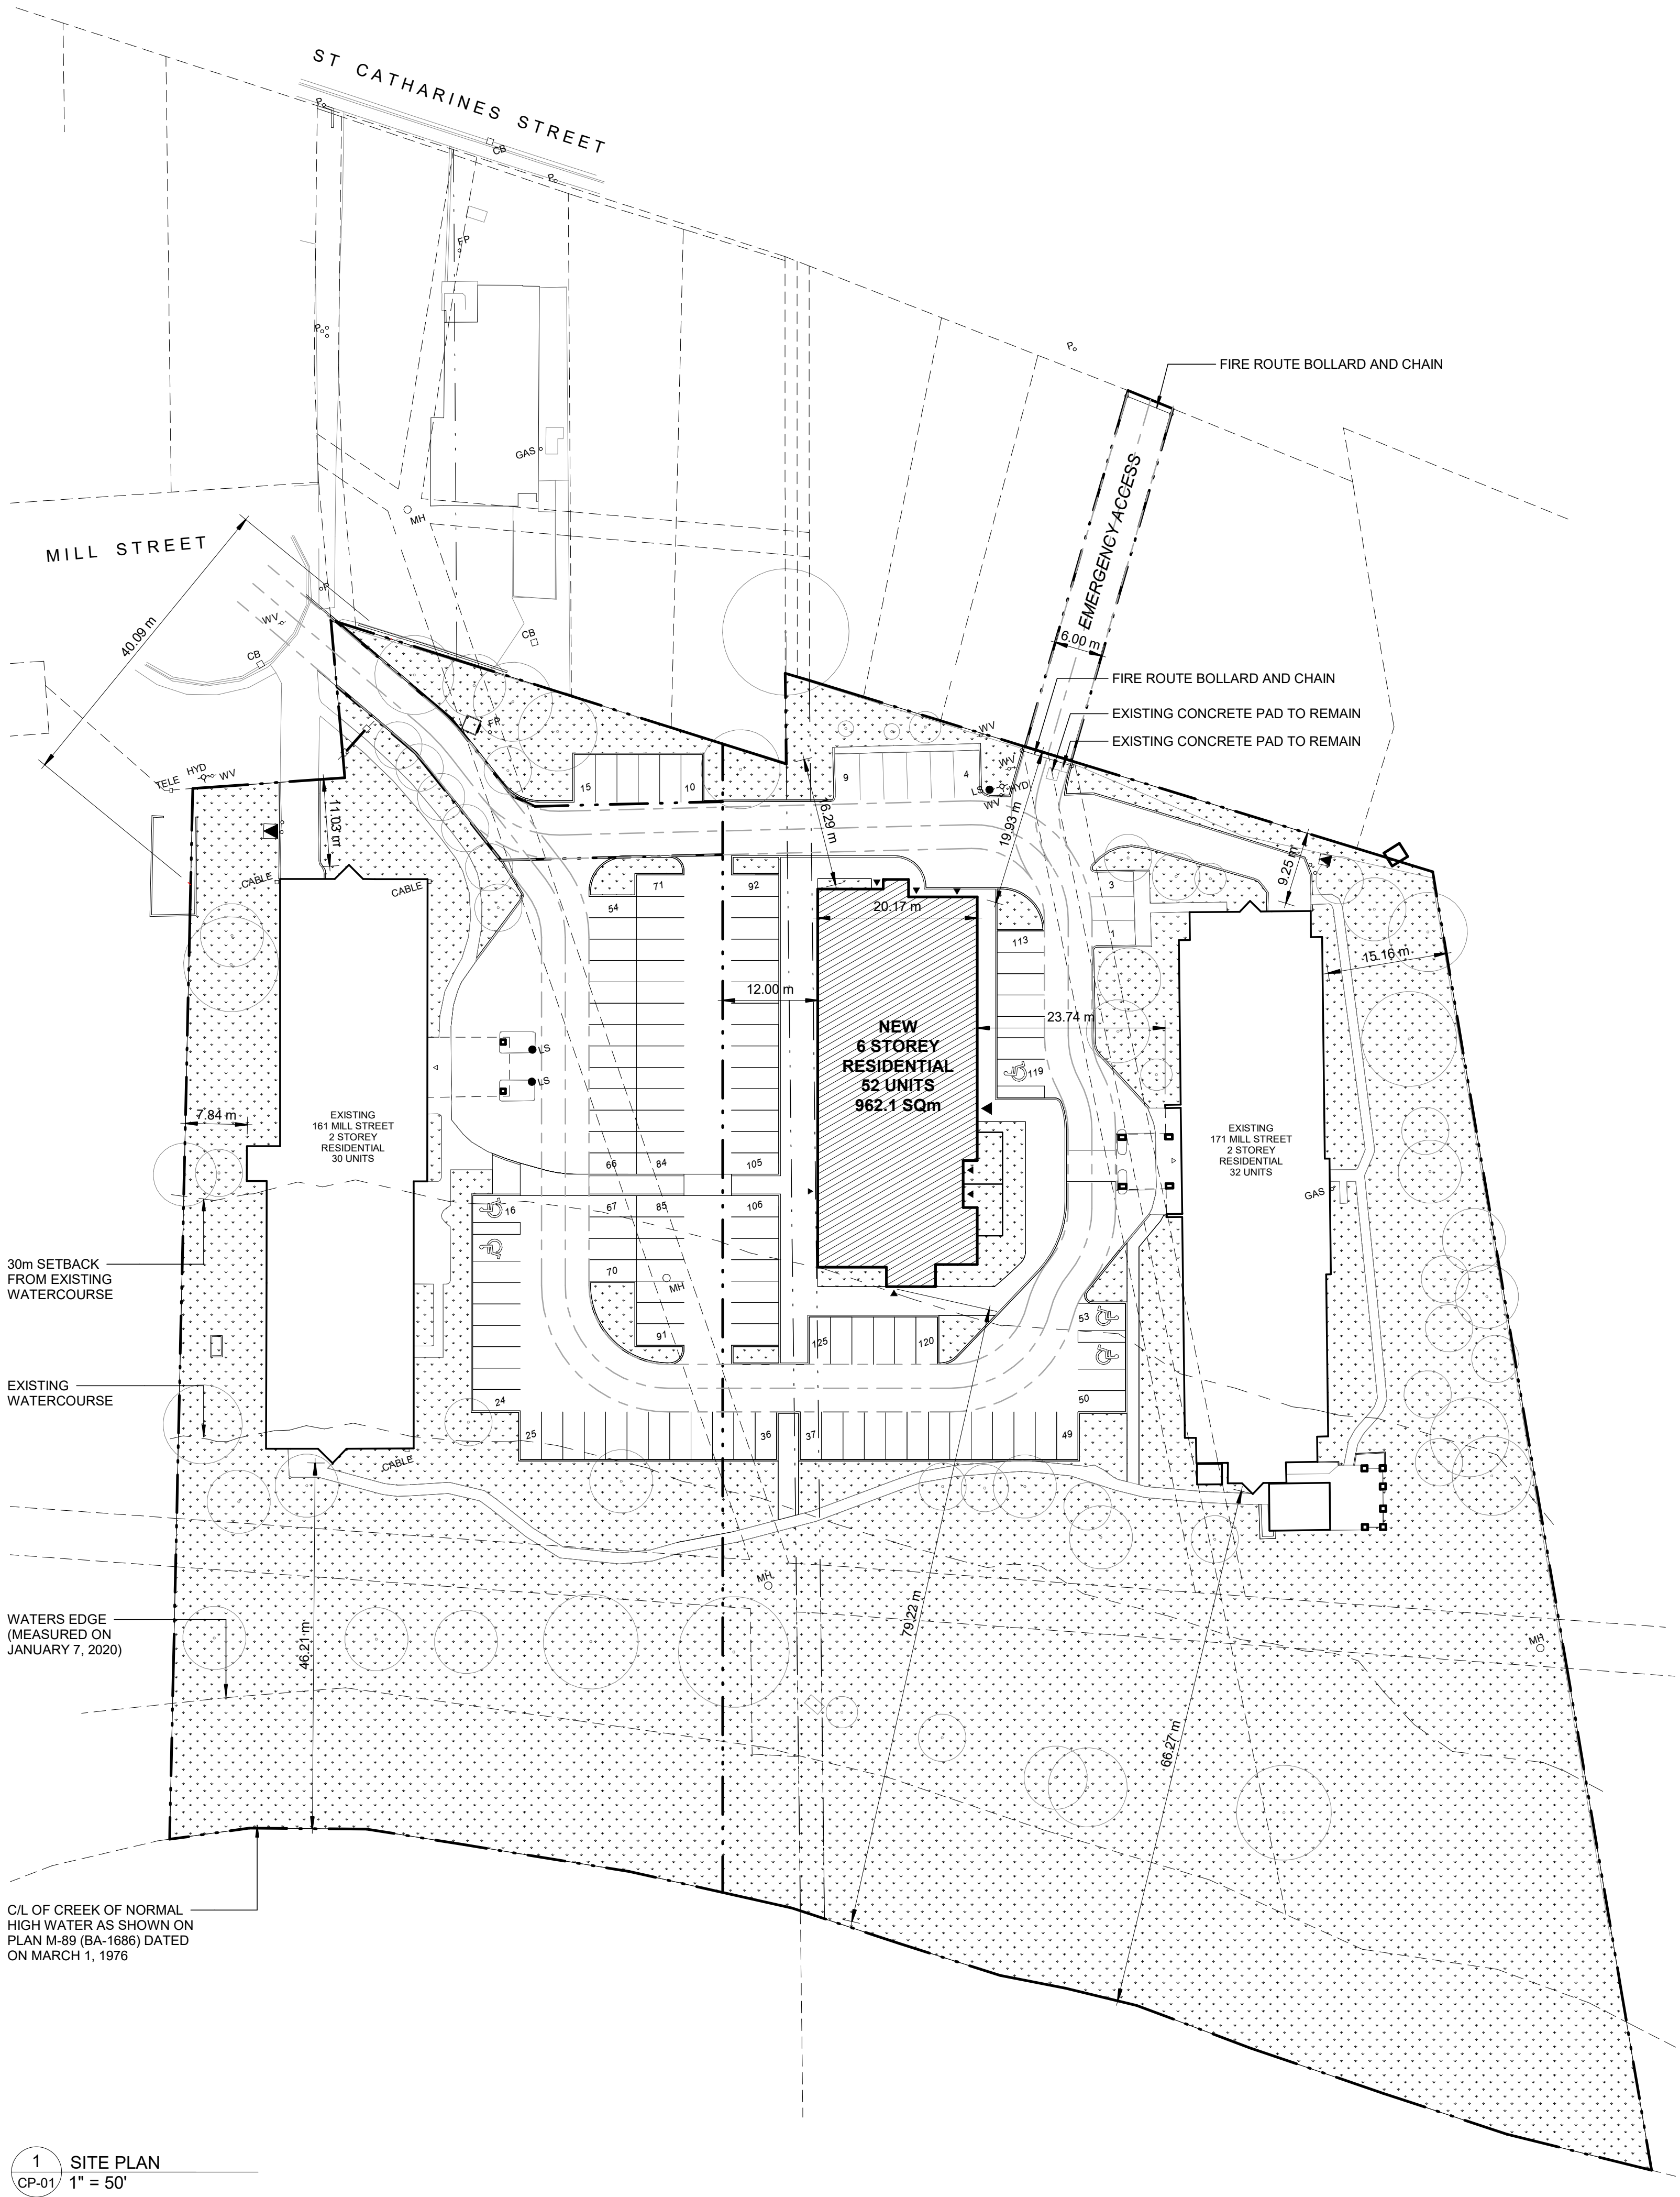 ST CATHARINES STREET
P
CB
P
FP
P
P
FIRE ROUTE BOLLARD AND CHAIN
GAS
EMERGENCY ACCESS
MH
MILL STREET
40.09 m
P
WV
CB
CB
6.00 m
FIRE ROUTE BOLLARD AND CHAIN
EXISTING CONCRETE PAD TO REMAIN
EXISTING CONCRETE PAD TO REMAIN
FP
WV
TELE
HYD
WV
15
10
9
4
WV
LS
HYD
WV
11.03 m
16.29 m
19.93 m
9.25 m
CABLE
CABLE
71
92
54
3
1
20.17 m
113
15.16 m
12.00 m
23.74 m
NEW
6 STOREY
RESIDENTIAL
52 UNITS
962.1 SQm
LS
LS
119
7.84 m
EXISTING
161 MILL STREET
2 STOREY
RESIDENTIAL
30 UNITS
EXISTING
171 MILL STREET
2 STOREY
RESIDENTIAL
32 UNITS
66
84
105
GAS
16
67
85
106
30m SETBACK
FROM EXISTING
WATERCOURSE
70
MH
91
125
120
53
EXISTING
WATERCOURSE
24
50
25
36
37
49
CABLE
MH
WATERS EDGE
(MEASURED ON
JANUARY 7, 2020)
46.21 m
79.22 m
66.27 m
MH
C/L OF CREEK OF NORMAL
HIGH WATER AS SHOWN ON
PLAN M-89 (BA-1686) DATED
ON MARCH 1, 1976
1
SITE PLAN
CP-01
1" = 50'